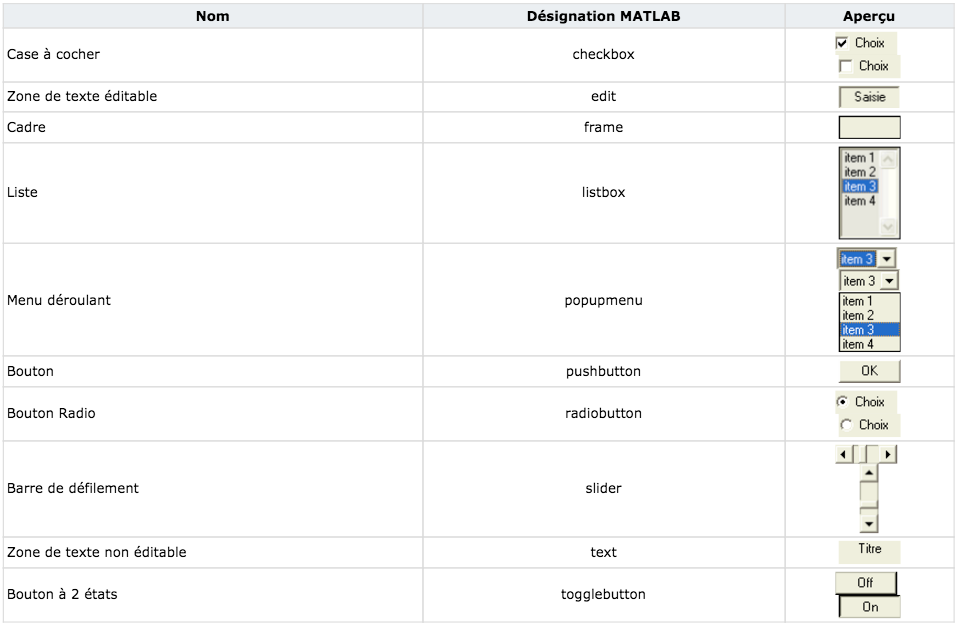 Nom Désignation MATLAB Aperçu
Case à cocher checkbox Choix
Choix
Zone de texte éditable edit Saisie
Cadre frame
Liste listbox item 1
item 2
item 3
item 4
Menu déroulant popupmenu item 3
item 3
item 1
item 2
item 3
item 4
Bouton pushbutton OK
Bouton Radio radiobutton Choix
Choix
Barre de défilement slider
Zone de texte non éditable text Titre
Bouton à 2 états togglebutton Off
On